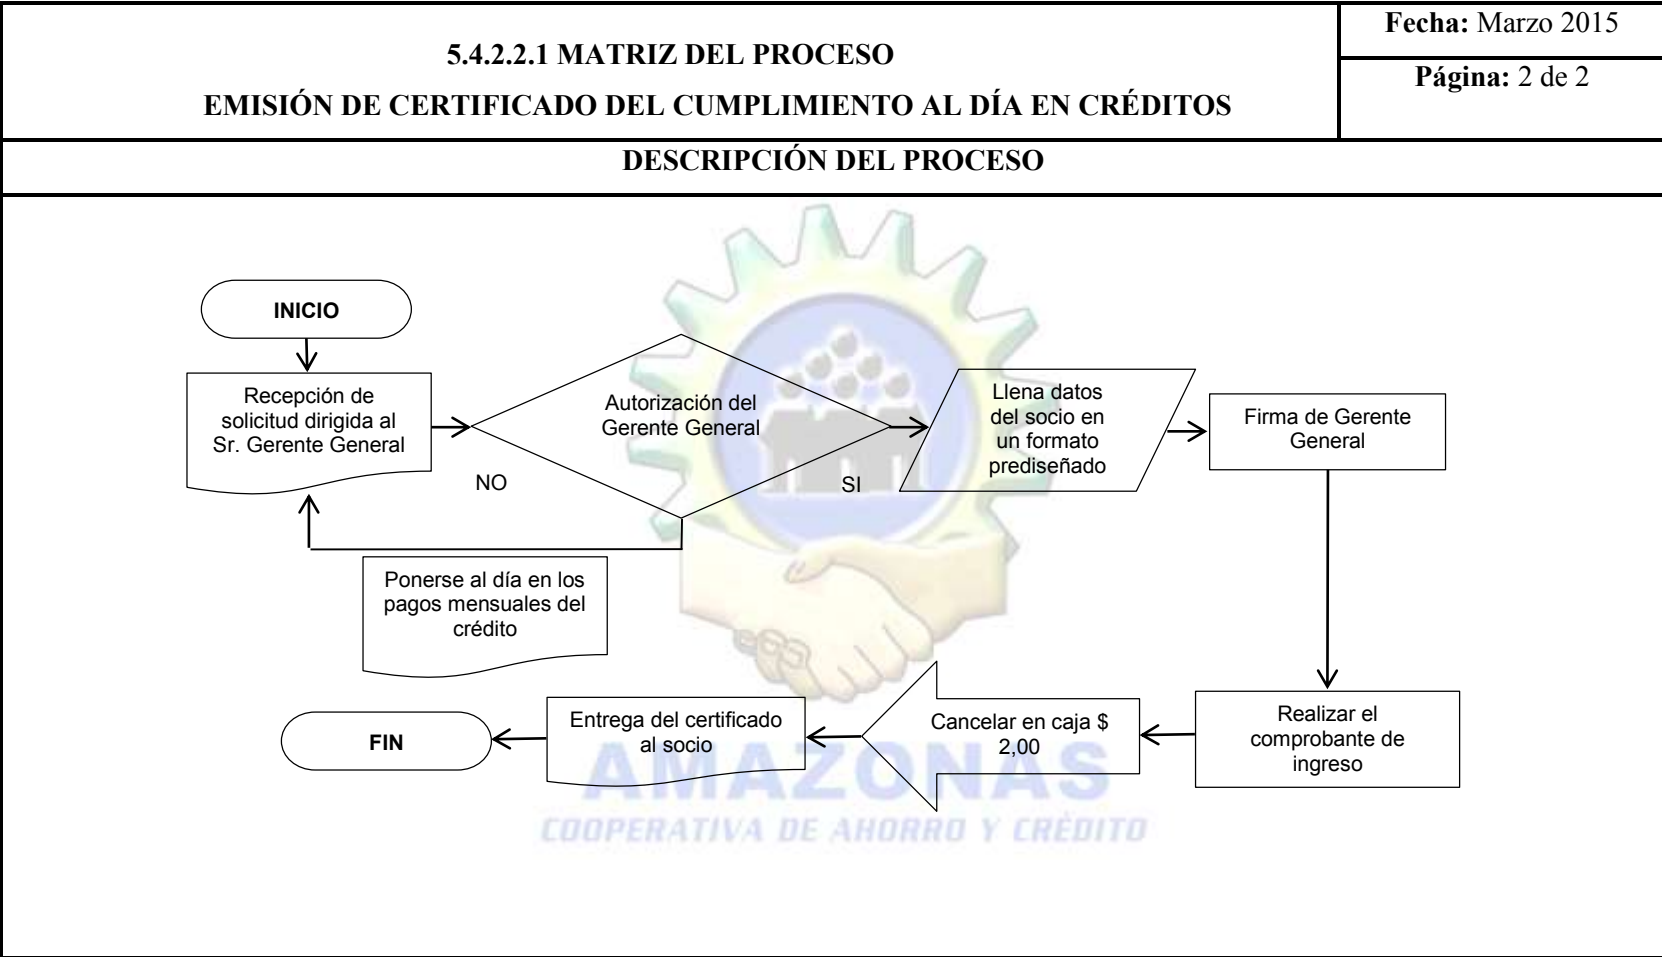 5.4.2.2.1 MATRIZ DEL PROCESO
EMISIÓN DE CERTIFICADO DEL CUMPLIMIENTO AL DÍA EN CRÉDITOS
Fecha: Marzo 2015
Página: 2 de 2
DESCRIPCIÓN DEL PROCESO
INICIO
Recepción de
solicitud dirigida al
Sr. Gerente General
Autorización del
Gerente General
NO
SI
Llena datos
del socio en
un formato
prediseñado
Firma de Gerente
General
Ponerse al día en los
pagos mensuales del
crédito
Realizar el
comprobante de
ingreso
Cancelar en caja $
2,00
Entrega del certificado
al socio
FIN
AMAZONAS
COOPERATIVA DE AHORRO Y CRÉDITO